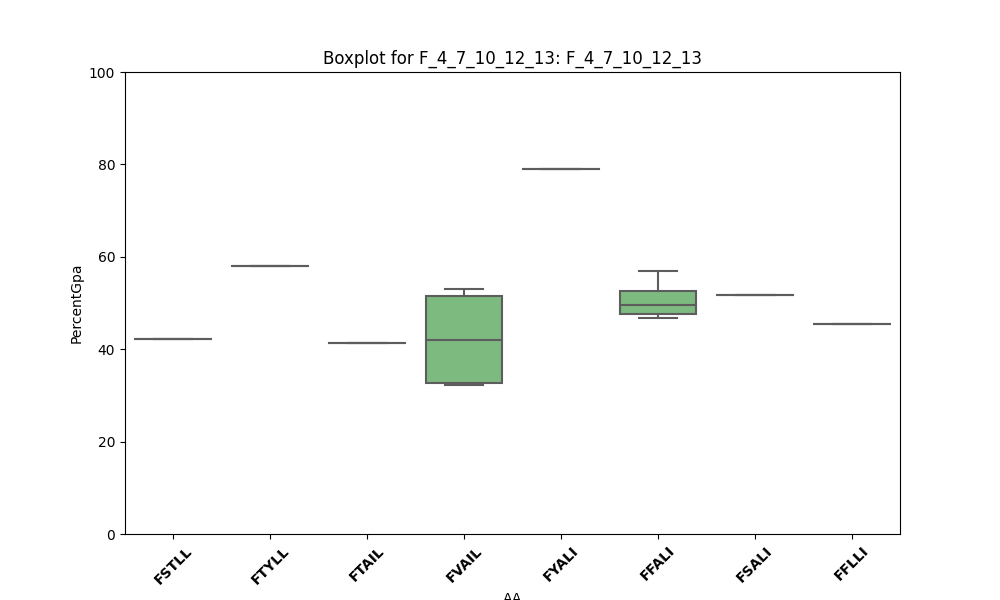 Boxplot for F_4_7_10_12_13: F_4_7_10_12_13
100
80
60
40
20
0
PercentGpa
FSTLL
FTYLL
FTAIL
FVAIL
FYALI
FFALI
FSALI
FFLLI
AA